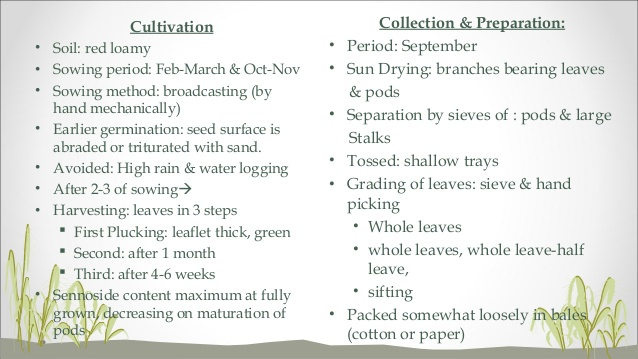 Cultivation
• Soil: red loamy
• Sowing period: Feb-March & Oct-Nov
• Sowing method: broadcasting (by
hand mechanically)
• Earlier germination: seed surface is
abraded or triturated with sand.
• Avoided: High rain & water logging
• After 2-3 of sowing→
• Harvesting: leaves in 3 steps
▪ First Plucking: leaflet thick, green
▪ Second: after 1 month
▪ Third: after 4-6 weeks
• Sennoside content maximum at fully
grown, decreasing on maturation of
pods
Collection & Preparation:
• Period: September
• Sun Drying: branches bearing leaves
& pods
• Separation by sieves of : pods & large
Stalks
• Tossed: shallow trays
• Grading of leaves: sieve & hand
picking
• Whole leaves
• whole leaves, whole leave-half
leave,
• sifting
• Packed somewhat loosely in bales
(cotton or paper)